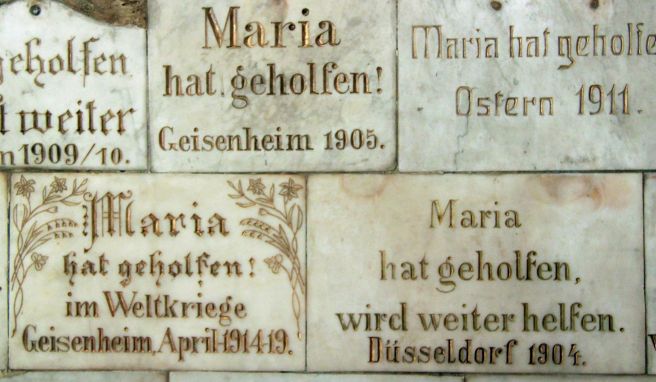 geholfen
weiter
1909/10.
Maria
hat geholfen!
Geisenheim 1905.
Maria hat geholfe
Ostern 1911.
Maria
hat geholfen!
im Weltkriege
Geisenheim, April 1914-19.
Maria
hat geholfen,
wird weiter helfen.
Düsseldorf 1904.